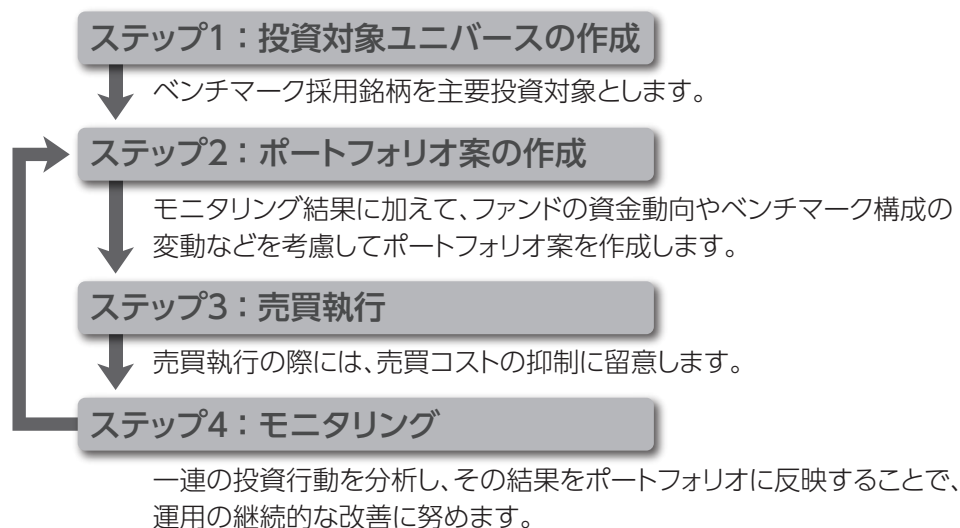 ステップ1：投資対象ユニバースの作成
ベンチマーク採用銘柄を主要投資対象とします。
ステップ2：ポートフォリオ案の作成
モニタリング結果に加えて、ファンドの資金動向やベンチマーク構成の
変動などを考慮してポートフォリオ案を作成します。
ステップ3：売買執行
売買執行の際には、売買コストの抑制に留意します。
ステップ4：モニタリング
一連の投資行動を分析し、その結果をポートフォリオに反映することで、
運用の継続的な改善に努めます。